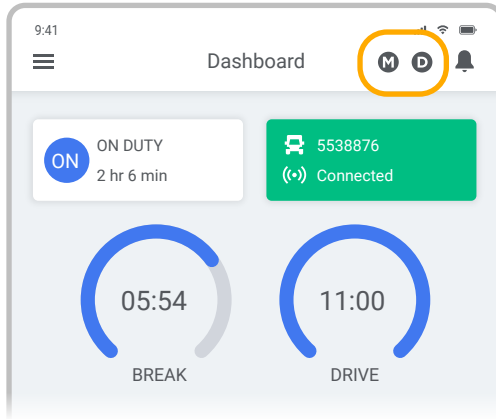 9:41
Dashboard M D
ON ON DUTY
2 hr 6 min
5538876
Connected
05:54
BREAK
11:00
DRIVE